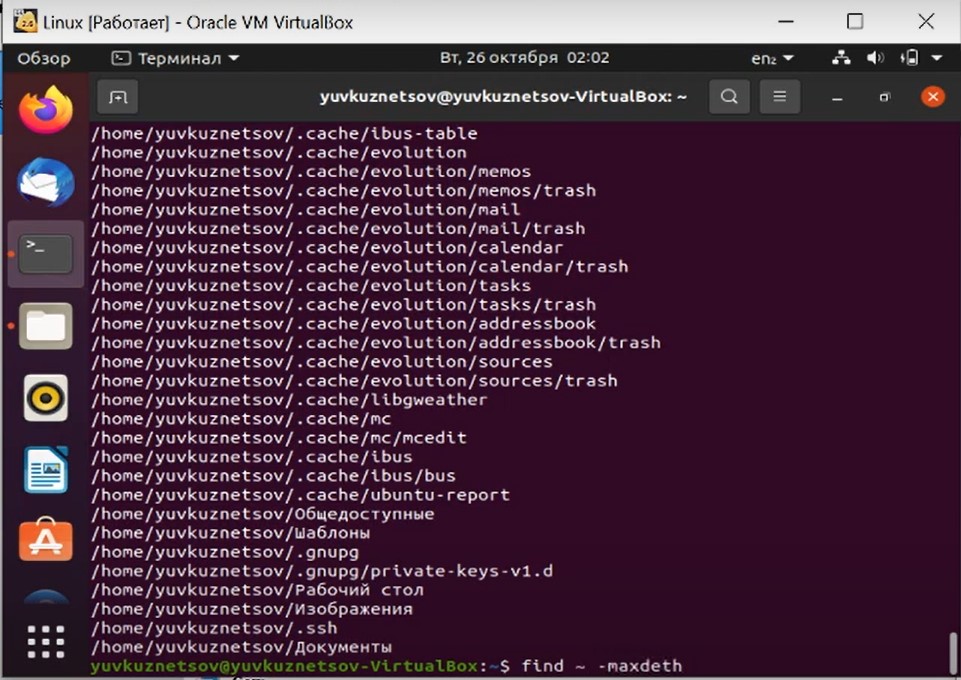 Linux [Работает] - Oracle VM VirtualBox
Обзор Терминал Вт, 26 октября 02:02 en₂
yuvkuznetsov@yuvkuznetsov-VirtualBox: ~
/home/yuvkuznetsov/.cache/ibus-table
/home/yuvkuznetsov/.cache/evolution
/home/yuvkuznetsov/.cache/evolution/memos
/home/yuvkuznetsov/.cache/evolution/memos/trash
/home/yuvkuznetsov/.cache/evolution/mail
/home/yuvkuznetsov/.cache/evolution/mail/trash
/home/yuvkuznetsov/.cache/evolution/calendar
/home/yuvkuznetsov/.cache/evolution/calendar/trash
/home/yuvkuznetsov/.cache/evolution/tasks
/home/yuvkuznetsov/.cache/evolution/tasks/trash
/home/yuvkuznetsov/.cache/evolution/addressbook
/home/yuvkuznetsov/.cache/evolution/addressbook/trash
/home/yuvkuznetsov/.cache/evolution/sources
/home/yuvkuznetsov/.cache/evolution/sources/trash
/home/yuvkuznetsov/.cache/libgweather
/home/yuvkuznetsov/.cache/mc
/home/yuvkuznetsov/.cache/mc/mcedit
/home/yuvkuznetsov/.cache/ibus
/home/yuvkuznetsov/.cache/ibus/bus
/home/yuvkuznetsov/.cache/ubuntu-report
/home/yuvkuznetsov/Общедоступные
/home/yuvkuznetsov/Шаблоны
/home/yuvkuznetsov/.gnupg
/home/yuvkuznetsov/.gnupg/private-keys-v1.d
/home/yuvkuznetsov/Рабочий стол
/home/yuvkuznetsov/Изображения
/home/yuvkuznetsov/.ssh
/home/yuvkuznetsov/Документы
yuvkuznetsov@yuvkuznetsov-VirtualBox:~$ find ~ -maxdeth